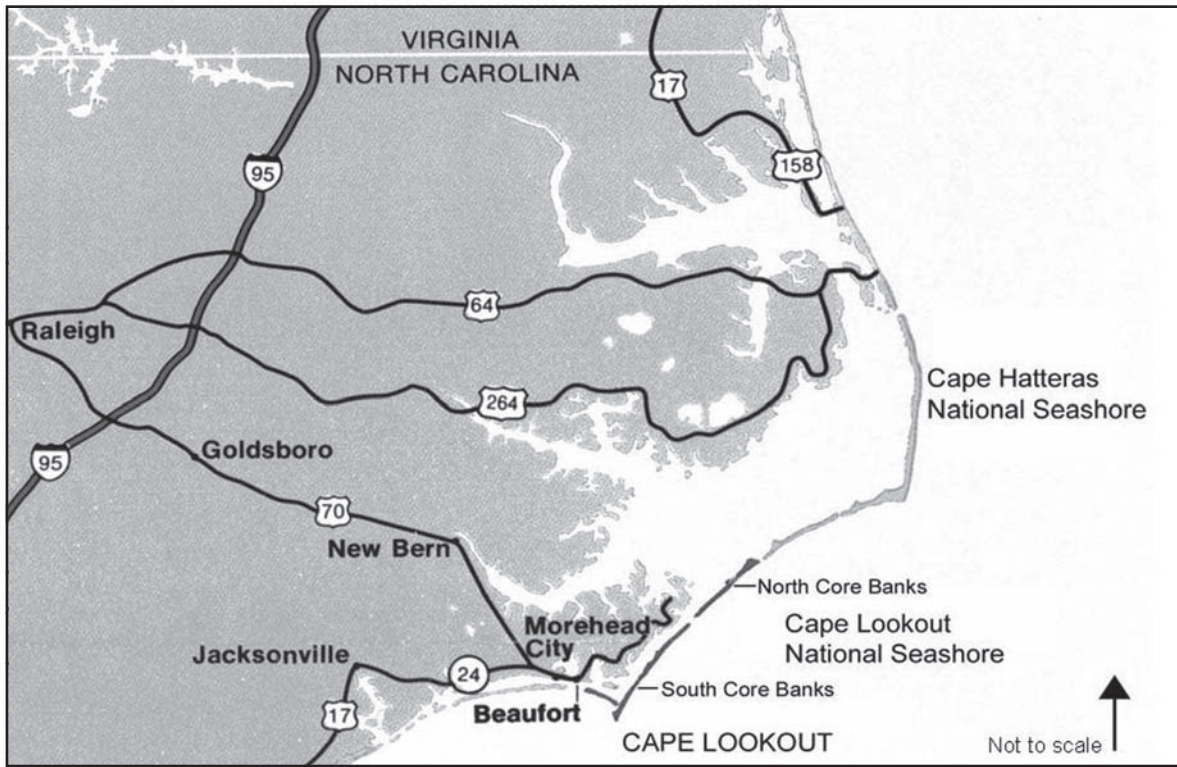 VIRGINIA
NORTH CAROLINA
17
158
95
64
Raleigh
264
Cape Hatteras
National Seashore
95
Goldsboro
70
New Bern
North Core Banks
Morehead
City
Cape Lookout
National Seashore
Jacksonville
24
South Core Banks
17
Beaufort
CAPE LOOKOUT
Not to scale